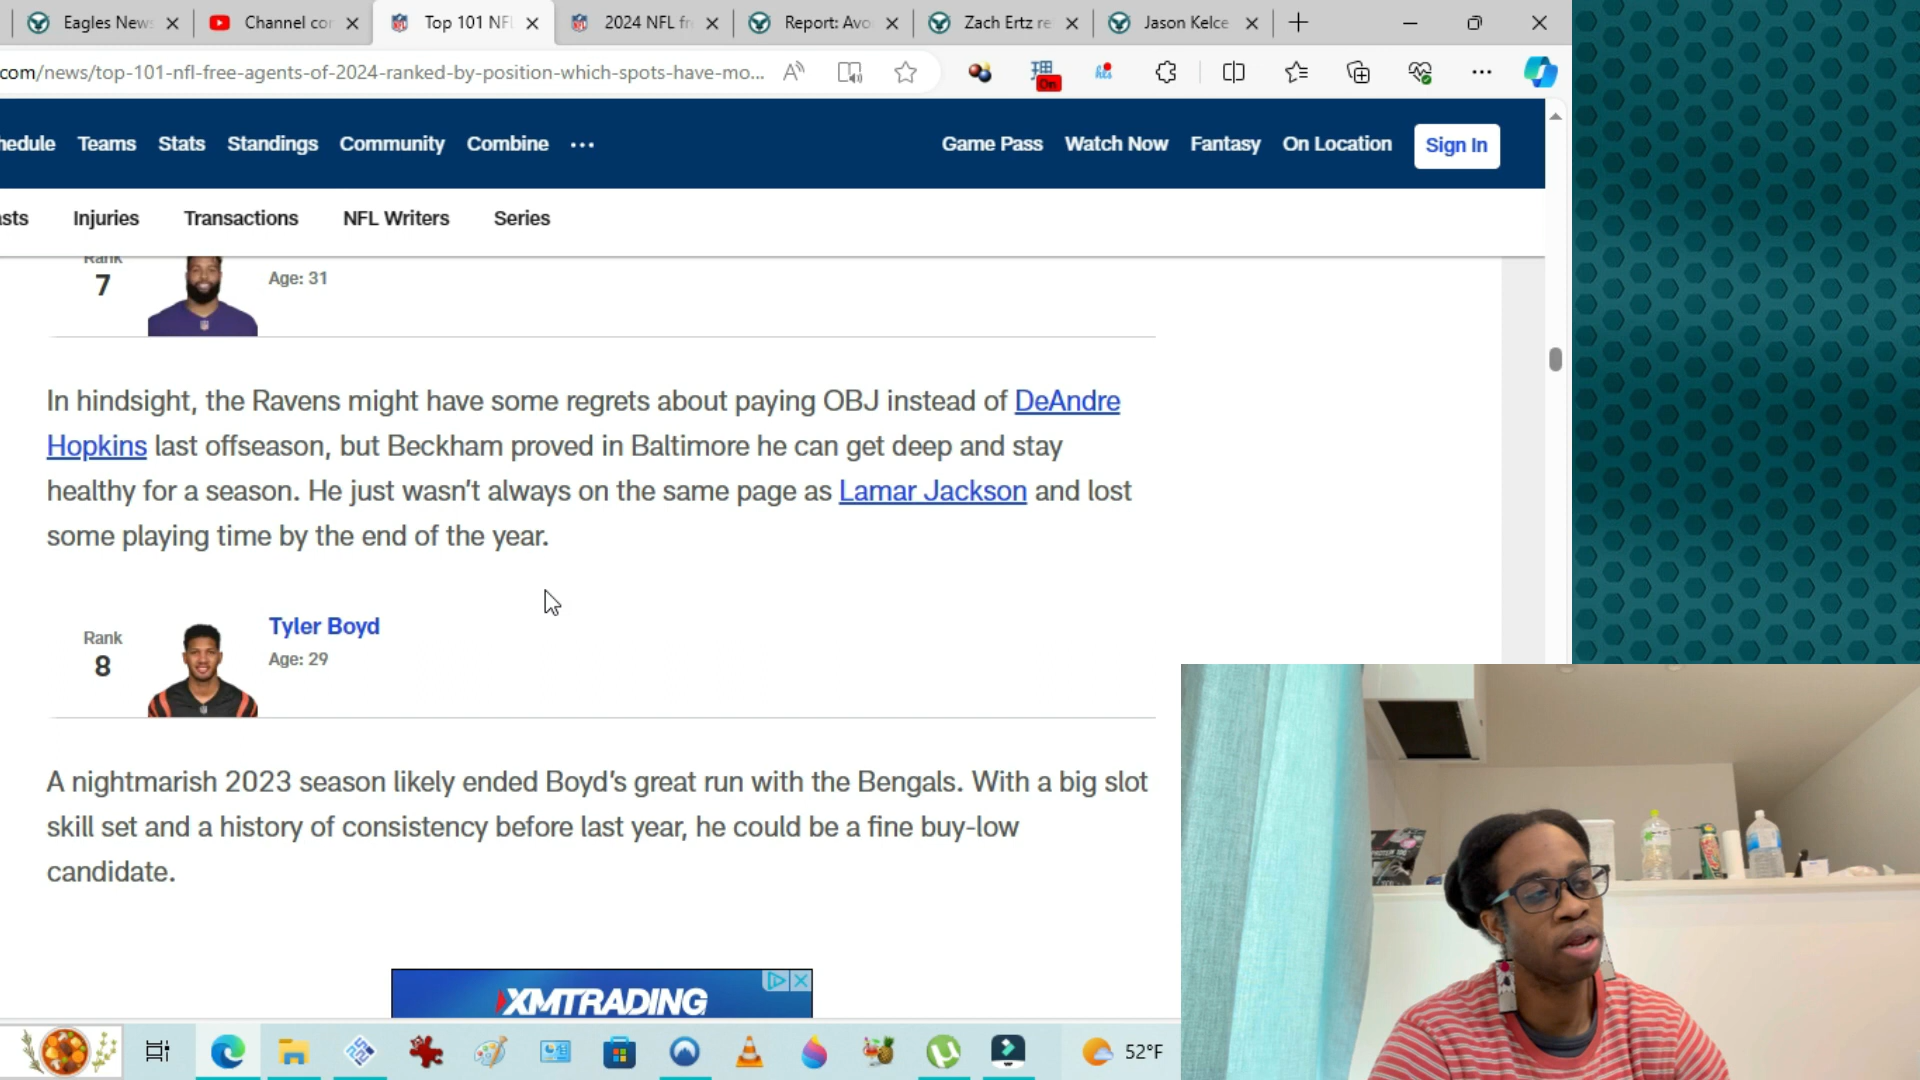 Eagles New
Channel cor
Top 101 NFL
2024 NFL fr
Report: Avo
Zach Ertz re
Jason Kelce
com/news/top-101-nfl-free-agents-of-2024-ranked-by-position-which-spots-have-mo...
On
hedule Teams Stats Standings Community Combine ...
Game Pass Watch Now Fantasy On Location Sign In
asts Injuries Transactions NFL Writers Series
Rank
7
Age: 31
In hindsight, the Ravens might have some regrets about paying OBJ instead of DeAndre
Hopkins last offseason, but Beckham proved in Baltimore he can get deep and stay
healthy for a season. He just wasn't always on the same page as Lamar Jackson and lost
some playing time by the end of the year.
Rank
8
Tyler Boyd
Age: 29
A nightmarish 2023 season likely ended Boyd's great run with the Bengals. With a big slot
skill set and a history of consistency before last year, he could be a fine buy-low
candidate.
XMTRADING
52°F